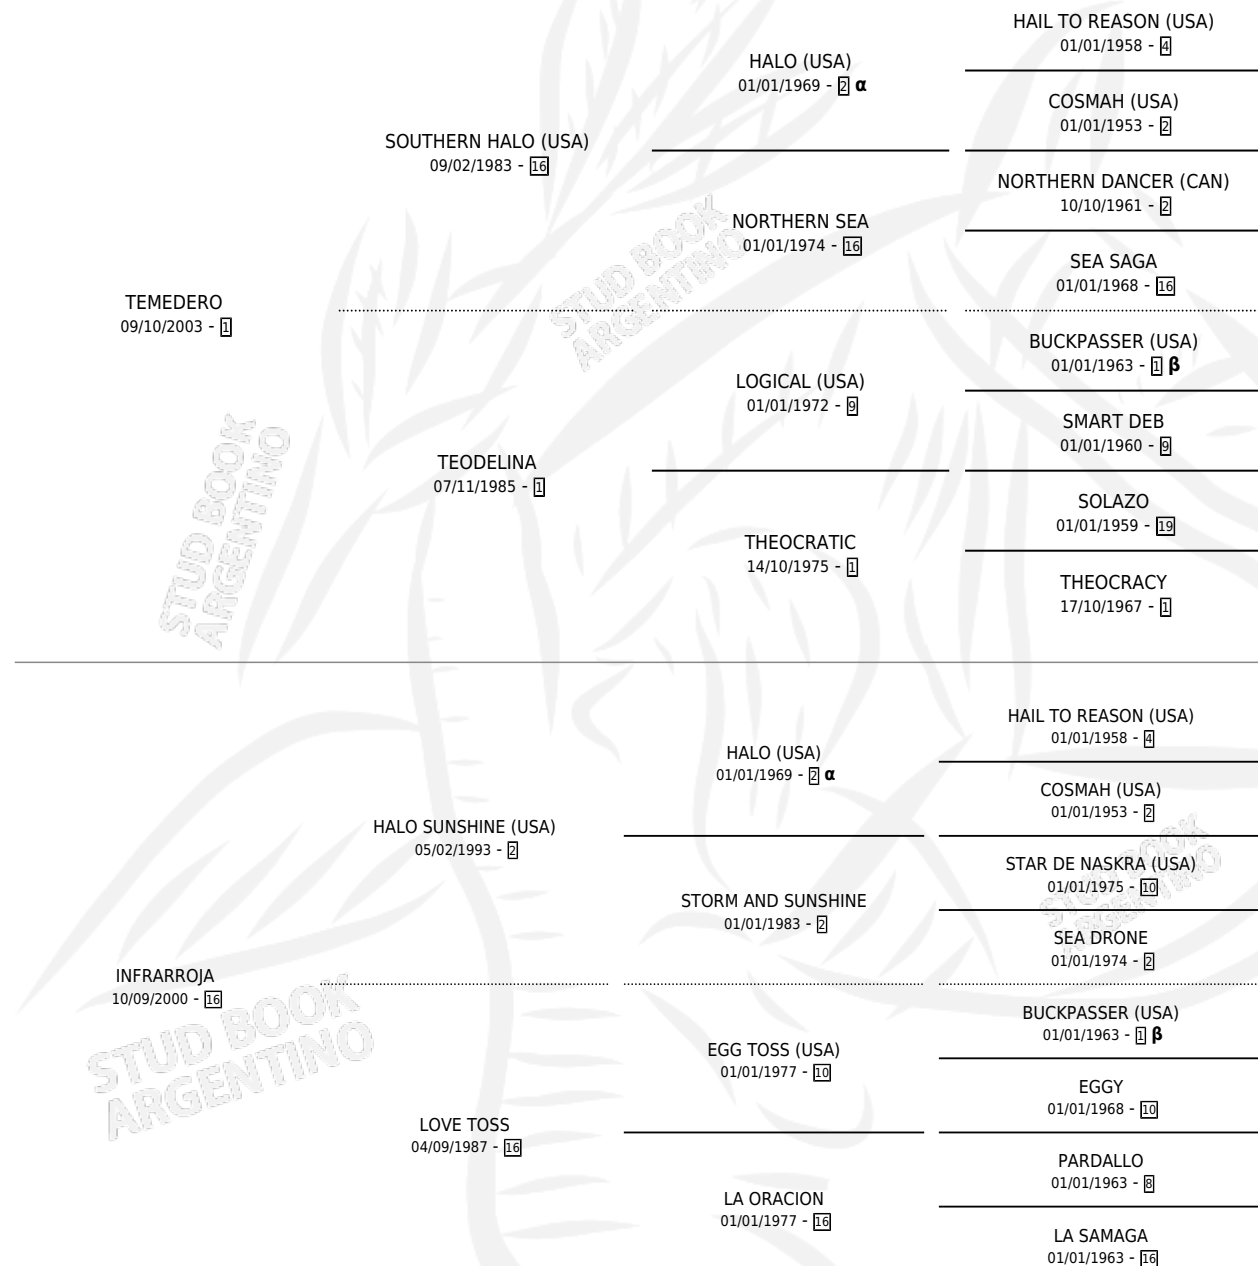 HAIL TO REASON (USA)
01/01/1958 - 4
HALO (USA)
01/01/1969 - 2 α
COSMAH (USA)
01/01/1953 - 2
SOUTHERN HALO (USA)
09/02/1983 - 16
NORTHERN DANCER (CAN)
10/10/1961 - 2
NORTHERN SEA
01/01/1974 - 16
SEA SAGA
01/01/1968 - 16
TEMEDERO
09/10/2003 - 1
BUCKPASSER (USA)
01/01/1963 - 1 β
LOGICAL (USA)
01/01/1972 - 9
SMART DEB
01/01/1960 - 9
TEODELINA
07/11/1985 - 1
SOLAZO
01/01/1959 - 19
THEOCRATIC
14/10/1975 - 1
THEOCRACY
17/10/1967 - 1
HAIL TO REASON (USA)
01/01/1958 - 4
HALO (USA)
01/01/1969 - 2 α
COSMAH (USA)
01/01/1953 - 2
HALO SUNSHINE (USA)
05/02/1993 - 2
STAR DE NASKRA (USA)
01/01/1975 - 10
STORM AND SUNSHINE
01/01/1983 - 2
SEA DRONE
01/01/1974 - 2
INFRARROJA
10/09/2000 - 16
BUCKPASSER (USA)
01/01/1963 - 1 β
EGG TOSS (USA)
01/01/1977 - 10
EGGY
01/01/1968 - 10
LOVE TOSS
04/09/1987 - 16
PARDALLO
01/01/1963 - 8
LA ORACION
01/01/1977 - 16
LA SAMAGA
01/01/1963 - 16
STUD BOOK
ARGENTINO
STUD BOOK
ARGENTINO
STUD BOOK
ARGENTINO
STUD BOOK
ARGENTINO